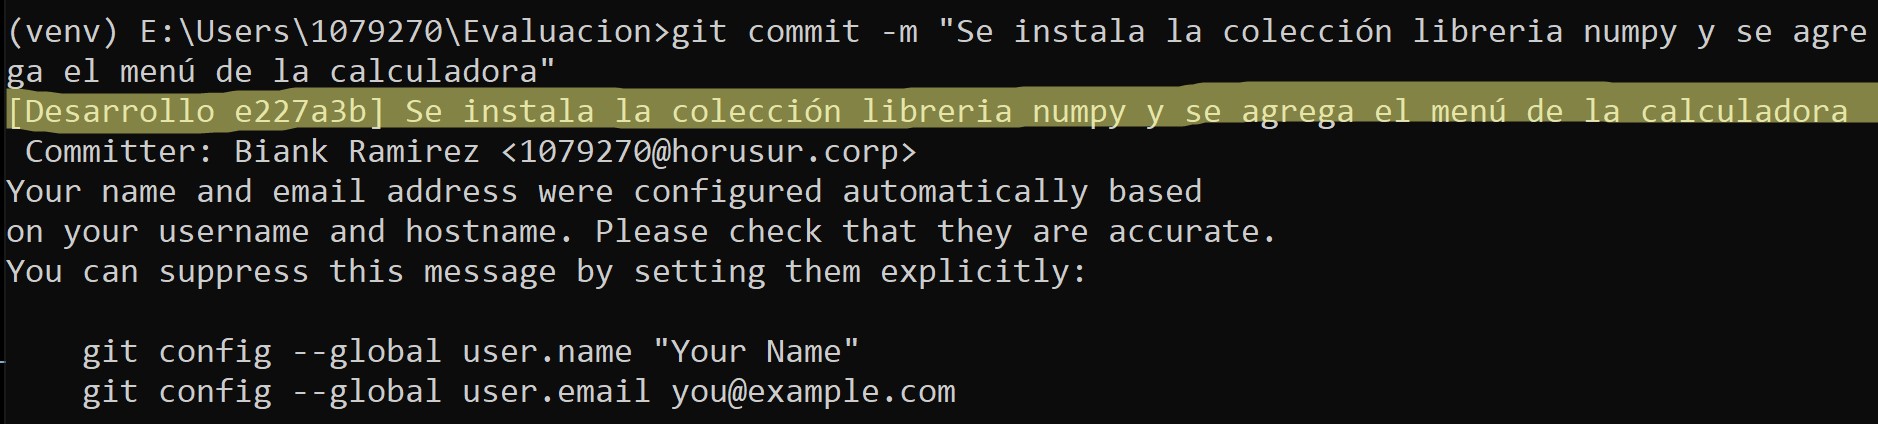 (venv) E:\Users\1079270\Evaluacion>git commit -m "Se instala la colección libreria numpy y se agre
ga el menú de la calculadora"
[Desarrollo e227a3b] Se instala la colección libreria numpy y se agrega el menú de la calculadora
Committer: Biank Ramirez <1079270@horusur.corp>
Your name and email address were configured automatically based
on your username and hostname. Please check that they are accurate.
You can suppress this message by setting them explicitly:
git config --global user.name "Your Name"
git config --global user.email you@example.com